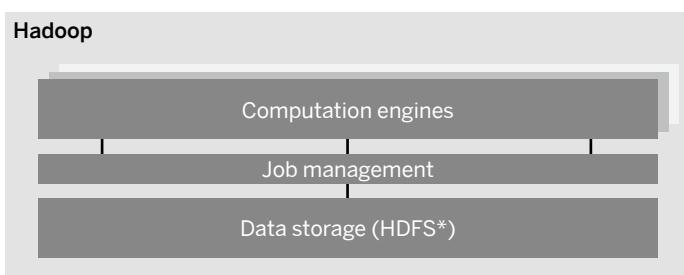 Hadoop
Computation engines
Job management
Data storage (HDFS*)